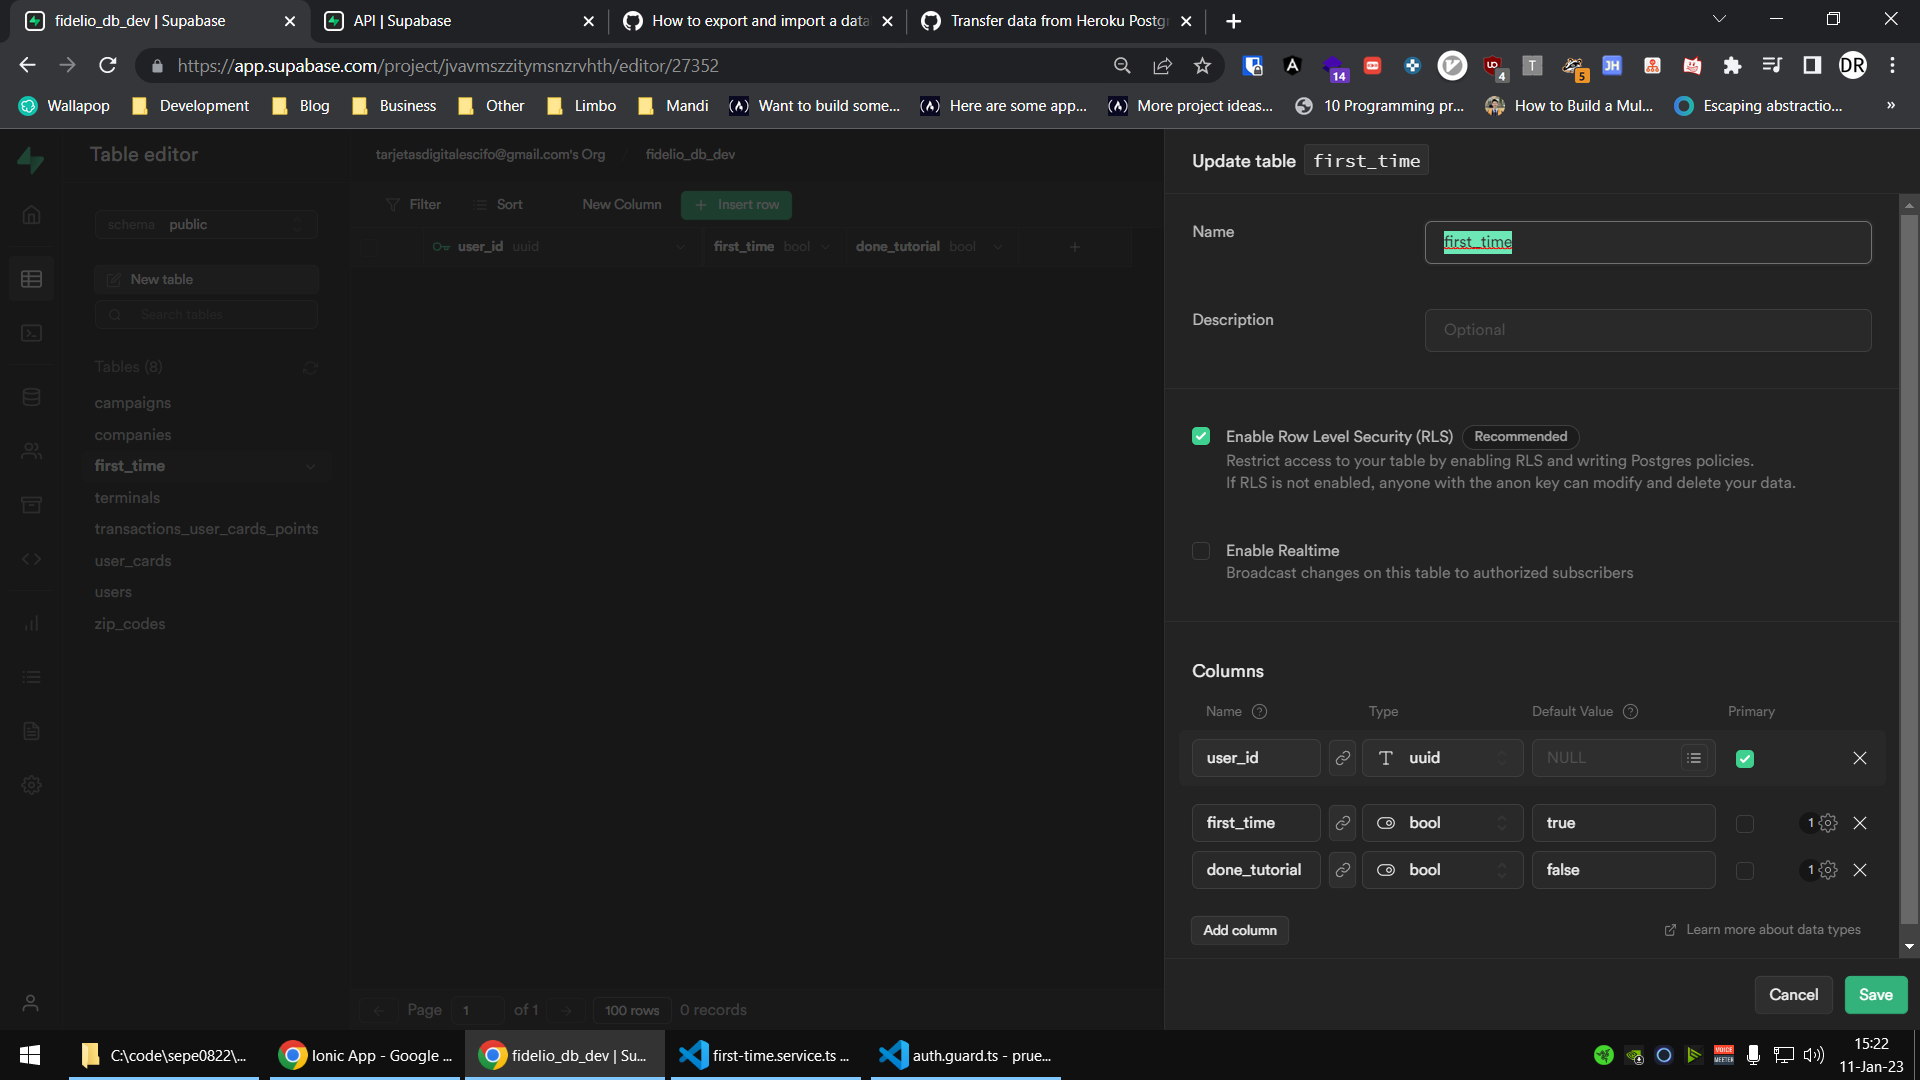 fidelio_db_dev | Supabase
API | Supabase
How to export and import a data
Transfer data from Heroku Postg
https://app.supabase.com/project/jvavmszzitymsnzrvhth/editor/27352
14
4
T
5
JH
DR
Wallapop
Development
Blog
Business
Other
Limbo
Mandi
Want to build some...
Here are some app...
More project ideas...
10 Programming pr...
How to Build a Mul...
Escaping abstractio...
»
Table editor
tarjetasdigitalescifo@gmail.com's Org / fidelio_db_dev
Update table first_time
schema public
Filter
Sort
New Column
+ Insert row
user_id uuid
first_time bool
done_tutorial bool
+
New table
Search tables
Tables (8)
campaigns
companies
first_time
terminals
transactions_user_cards_points
user_cards
users
zip_codes
Name
first_time
Description
Optional
Enable Row Level Security (RLS) Recommended
Restrict access to your table by enabling RLS and writing Postgres policies.
If RLS is not enabled, anyone with the anon key can modify and delete your data.
Enable Realtime
Broadcast changes on this table to authorized subscribers
Columns
Name Type Default Value Primary
user_id T uuid NULL
first_time bool true 1
done_tutorial bool false 1
Add column
Learn more about data types
Cancel
Save
Page 1 of 1 100 rows 0 records
C:\code\sepe0822\...
Ionic App - Google ...
fidelio_db_dev | Su...
first-time.service.ts ...
auth.guard.ts - prue...
VOICE
MEETER
15:22
11-Jan-23